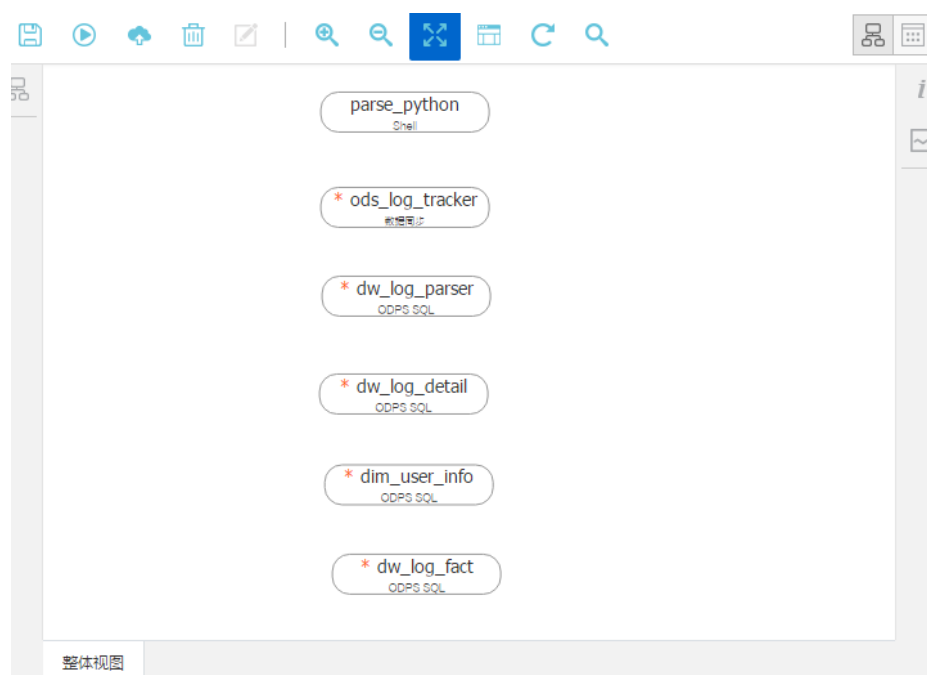 parse_python
Shell
* ods_log_tracker
数据同步
* dw_log_parser
ODPS SQL
* dw_log_detail
ODPS SQL
* dim_user_info
ODPS SQL
* dw_log_fact
ODPS SQL
整体视图